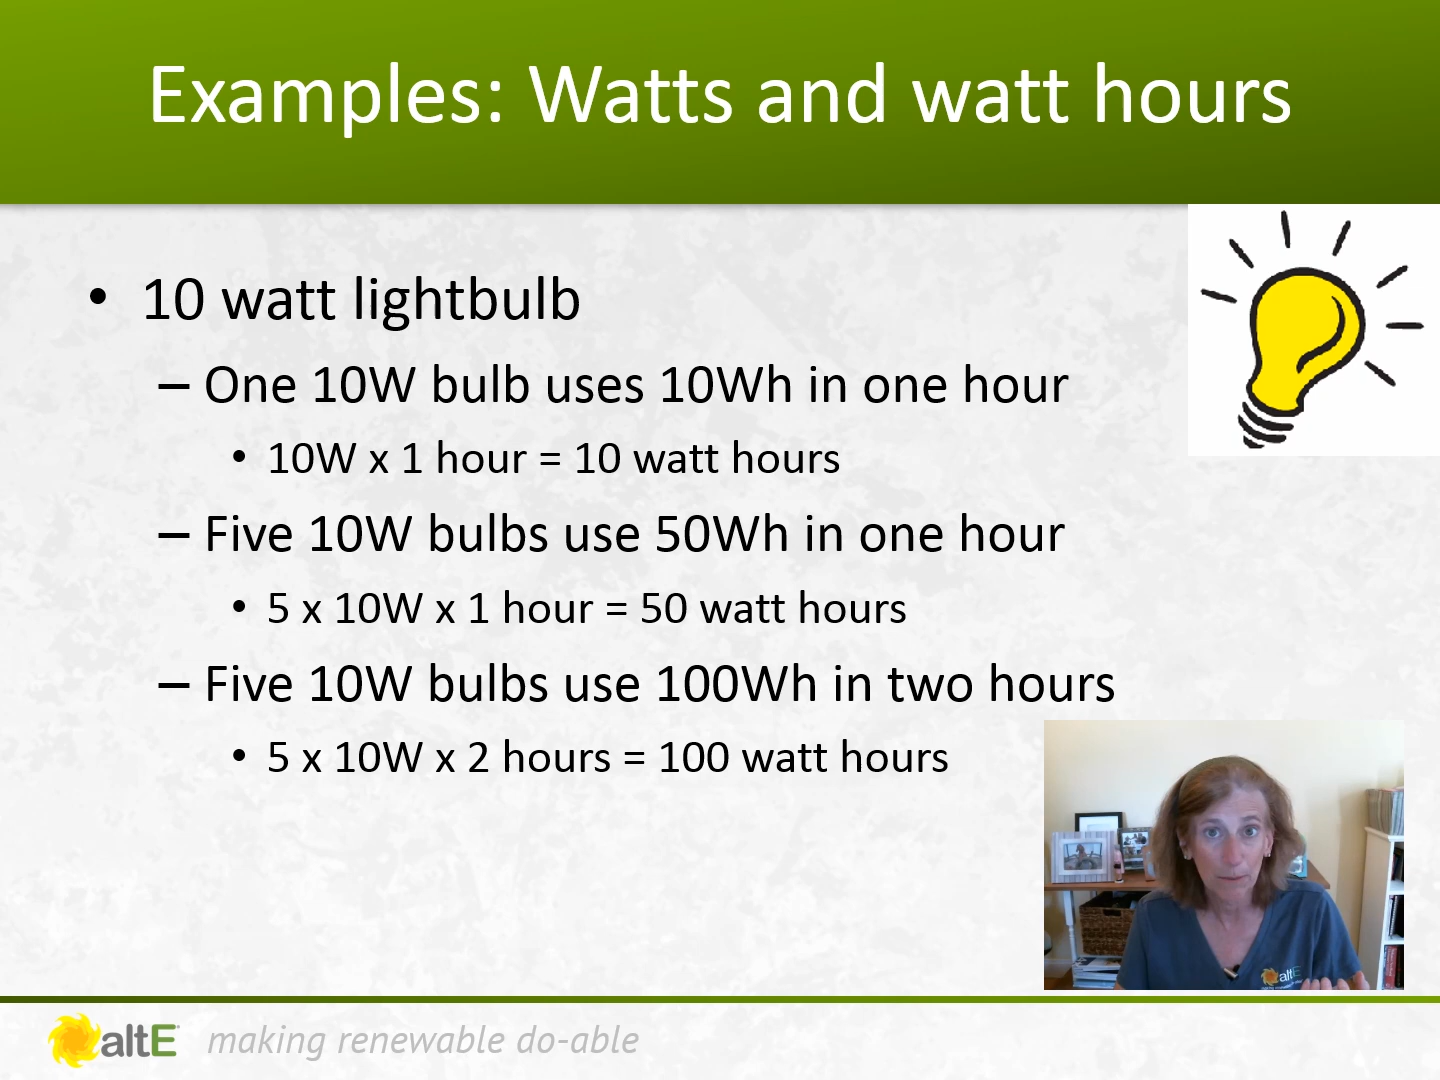 Examples: Watts and watt hours
• 10 watt lightbulb
– One 10W bulb uses 10Wh in one hour
• 10W x 1 hour = 10 watt hours
– Five 10W bulbs use 50Wh in one hour
• 5 x 10W x 1 hour = 50 watt hours
– Five 10W bulbs use 100Wh in two hours
• 5 x 10W x 2 hours = 100 watt hours
altE
altE making renewable do-able